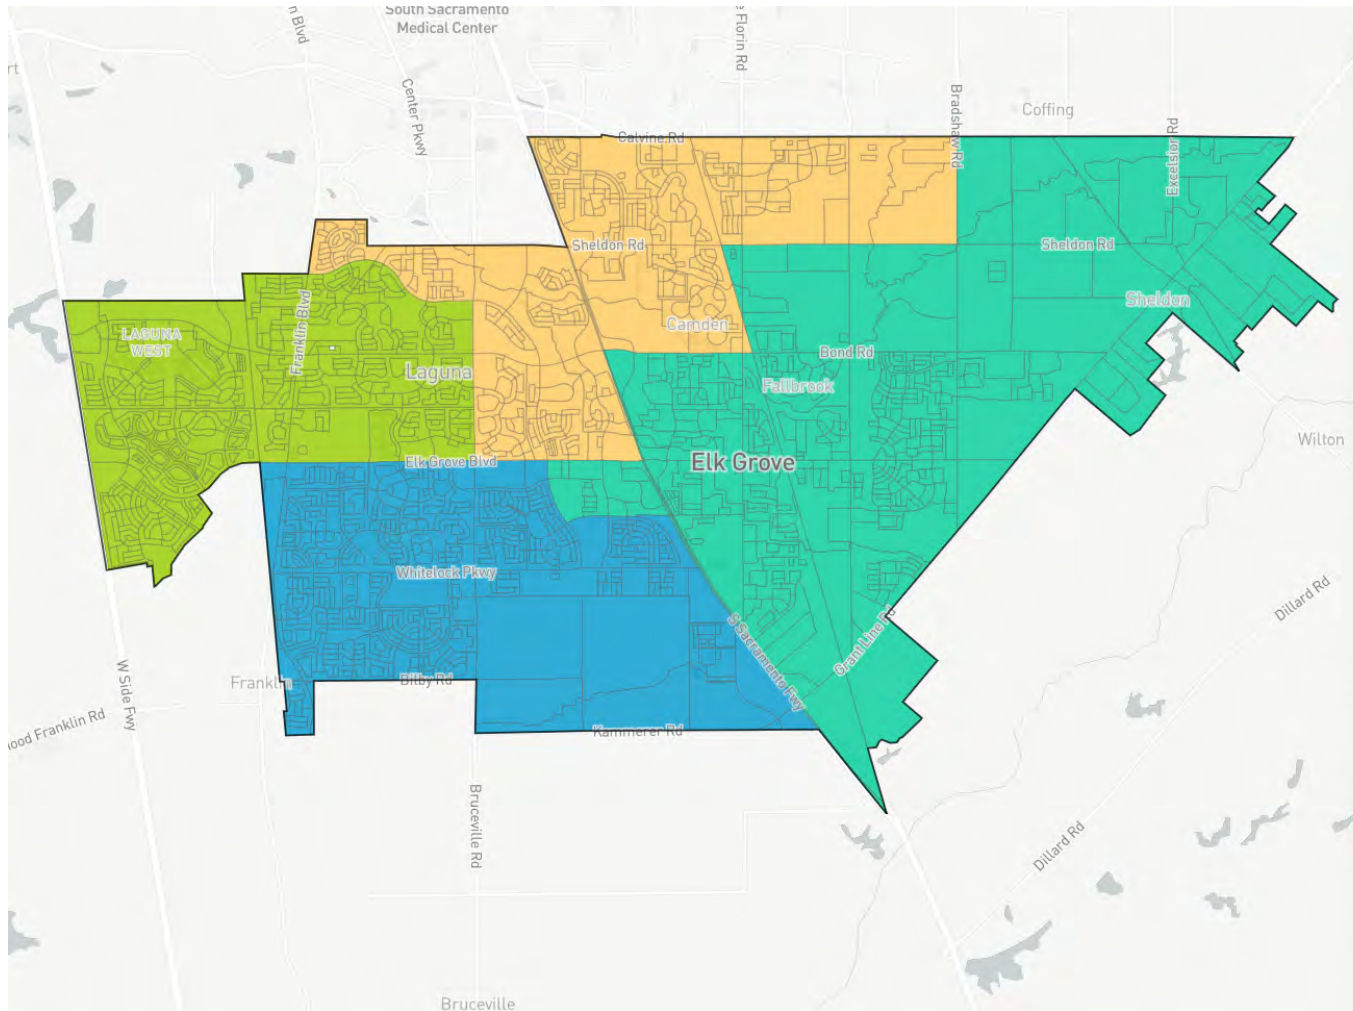 South Sacramento
Medical Center
n Blvd
Center Pkwy
e Florin Rd
Bradshaw Rd
Coffing
Excelsior Rd
rt
Calvine Rd
Sheldon Rd
Sheldon Rd
Sheldon
Franklin Blvd
LAGUNA
WEST
Camden
Laguna
Bond Rd
Fallbrook
Wilton
Elk Grove Blvd
Elk Grove
Whitelock Pkwy
Dillard Rd
S Sacramento Fwy
Grant Line Rd
W Side Fwy
Franklin
Bilby Rd
ood Franklin Rd
Kammerer Rd
Bruceville Rd
Dillard Rd
Bruceville